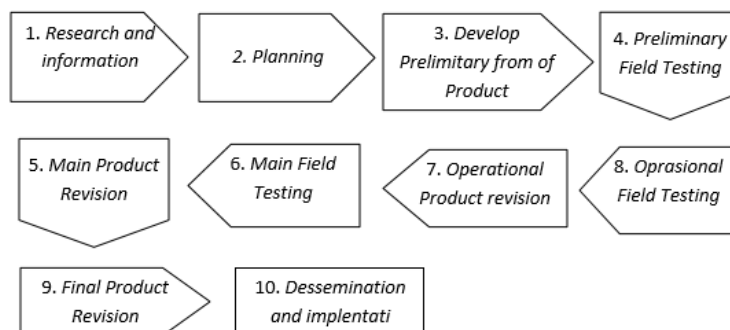 1. Research and
information
2. Planning
3. Develop
Prelimitary from of
Product
4. Preliminary
Field Testing
5. Main Product
Revision
6. Main Field
Testing
7. Operational
Product revision
8. Oprasional
Field Testing
9. Final Product
Revision
10. Dessemination
and implentati